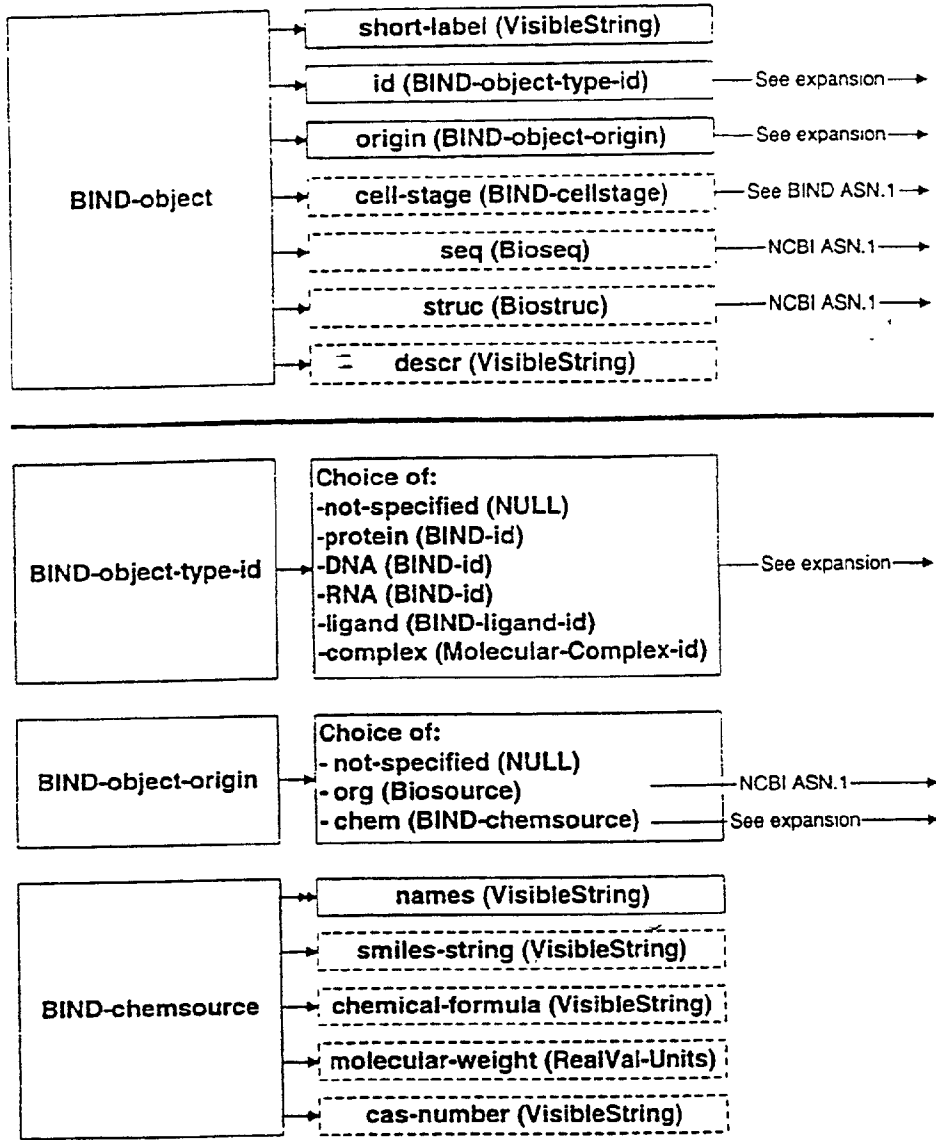 BIND-object
short-label (VisibleString)
id (BIND-object-type-id)
See expansion
origin (BIND-object-origin)
See expansion
cell-stage (BIND-cellstage)
See BIND ASN.1
seq (Bioseq)
NCBI ASN.1
struc (Biostruc)
NCBI ASN.1
descr (VisibleString)
BIND-object-type-id
Choice of:
-not-specified (NULL)
-protein (BIND-id)
-DNA (BIND-id)
-RNA (BIND-id)
-ligand (BIND-ligand-id)
-complex (Molecular-Complex-id)
See expansion
BIND-object-origin
Choice of:
- not-specified (NULL)
- org (Biosource)
NCBI ASN.1
- chem (BIND-chemsource)
See expansion
BIND-chemsource
names (VisibleString)
smiles-string (VisibleString)
chemical-formula (VisibleString)
molecular-weight (RealVal-Units)
cas-number (VisibleString)